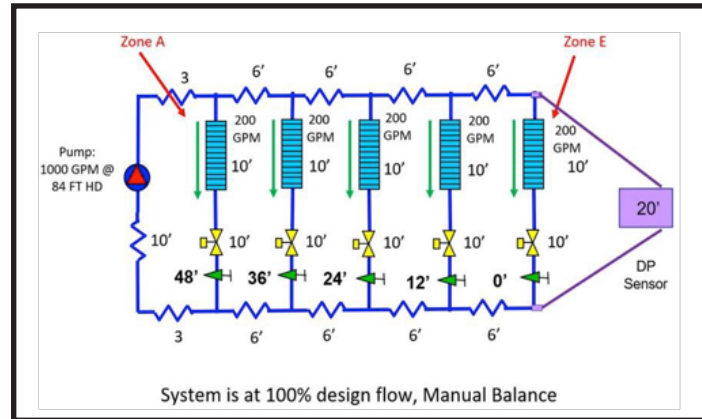 Zone A
Zone E
3
6’
6’
6’
6’
200
GPM
10’
200
GPM
10’
200
GPM
10’
200
GPM
10’
200
GPM
10’
Pump:
1000 GPM @
84 FT HD
20’
DP
Sensor
10’
10’
10’
10’
10’
10’
48’
36’
24’
12’
0’
3
6’
6’
6’
6’
System is at 100% design flow, Manual Balance